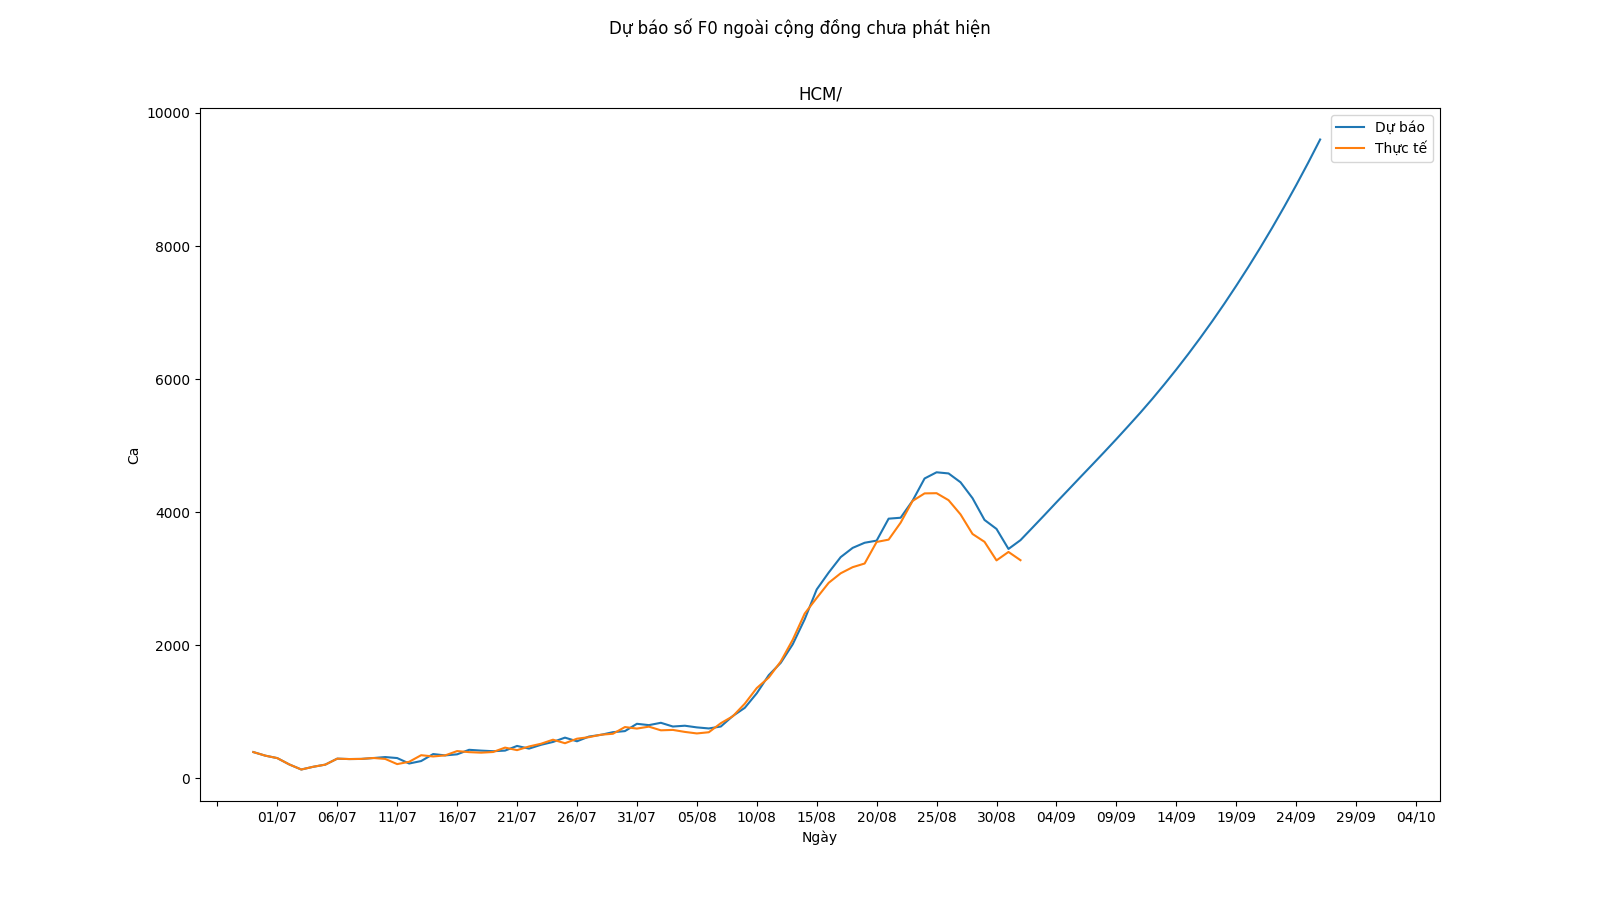 Dự báo số F0 ngoài cộng đồng chưa phát hiện
HCM/
10000
8000
6000
4000
2000
0
Ca
Dự báo
Thực tế
01/07 06/07 11/07 16/07 21/07 26/07 31/07 05/08 10/08 15/08 20/08 25/08 30/08 04/09 09/09 14/09 19/09 24/09 29/09 04/10
Ngày